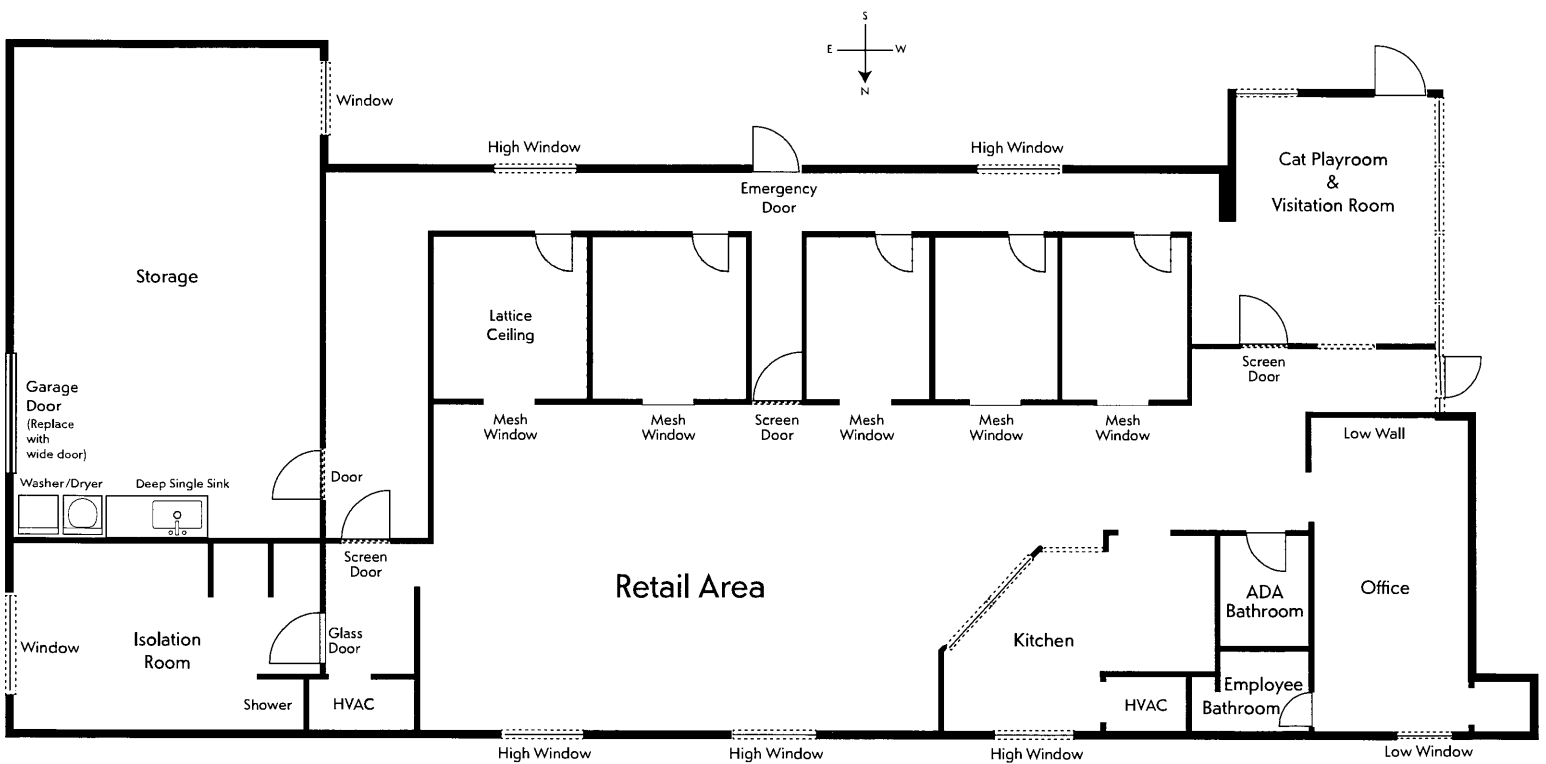 S
E W
N
Window
High Window
High Window
Emergency
Door
Cat Playroom
&
Visitation Room
Storage
Lattice
Ceiling
Screen
Door
Garage
Door
(Replace
with
wide door)
Mesh
Window
Mesh
Window
Screen
Door
Mesh
Window
Mesh
Window
Mesh
Window
Low Wall
Washer/Dryer
Deep Single Sink
Door
Screen
Door
Retail Area
ADA
Bathroom
Office
Window
Isolation
Room
Glass
Door
Kitchen
Shower
HVAC
HVAC
Employee
Bathroom
High Window
High Window
High Window
Low Window